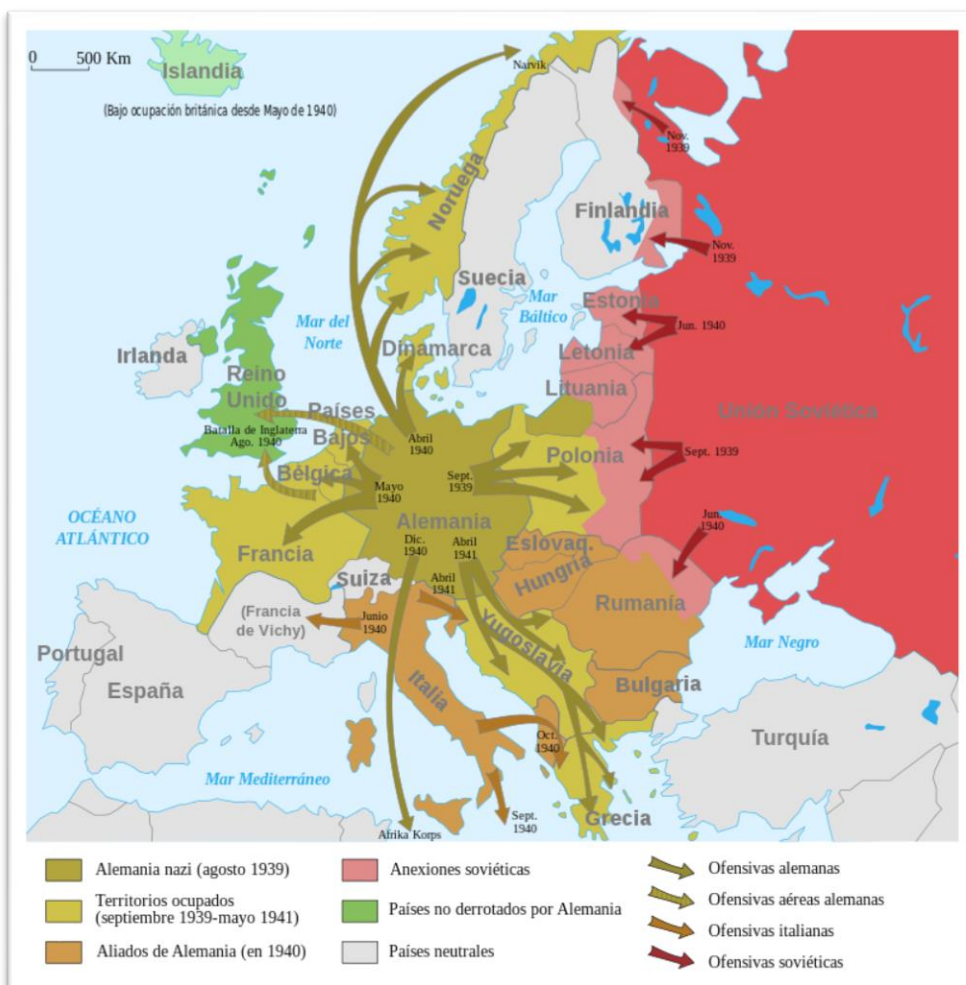 0 500 Km
Islandia
(Bajo ocupación británica desde Mayo de 1940)
Narvik
Nov.
1939
Noruega
Finlandia
Nov.
1939
Suecia
Mar
Báltico
Estonia
Jun. 1940
Mar del
Norte
Irlanda
Dinamarca
Letonia
Reino
Unido
Lituania
Unión Soviética
Países
Bajos
Batalla de Inglaterra
Ago. 1940
Abril
1940
Polonia
Sept. 1939
Bélgica
Mayo
1940
Sept.
1939
OCÉANO
ATLÁNTICO
Alemania
Jun.
1940
Francia
Dic.
1940
Abril
1941
Eslovaq.
Suiza
Abril
1941
Hungría
Rumanía
(Francia
de Vichy)
Junio
1940
Yugoslavia
Mar Negro
Portugal
España
Italia
Bulgaria
Oct.
1940
Turquía
Mar Mediterráneo
Afrika Korps
Sept.
1940
Grecia
Alemania nazi (agosto 1939)
Territorios ocupados
(septiembre 1939-mayo 1941)
Aliados de Alemania (en 1940)
Anexiones soviéticas
Países no derrotados por Alemania
Países neutrales
Ofensivas alemanas
Ofensivas aéreas alemanas
Ofensivas italianas
Ofensivas soviéticas